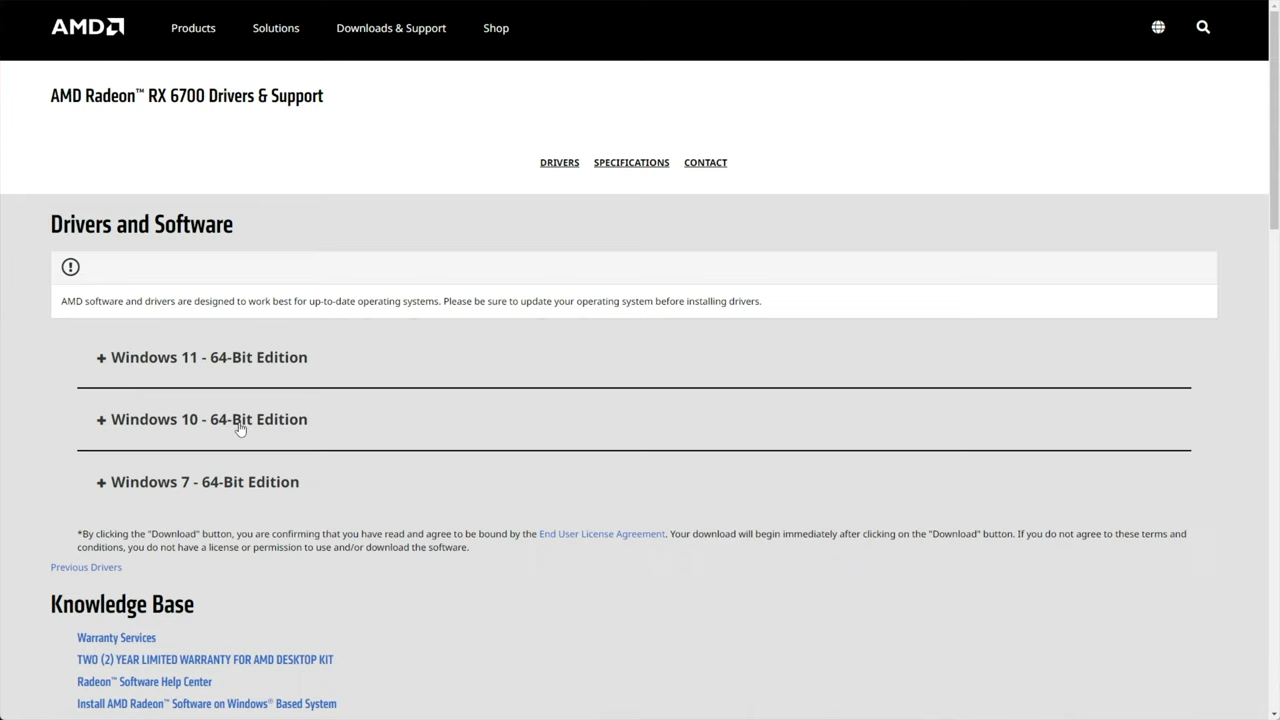 AMD
Products
Solutions
Downloads & Support
Shop
AMD Radeon™ RX 6700 Drivers & Support
DRIVERS
SPECIFICATIONS
CONTACT
Drivers and Software
AMD software and drivers are designed to work best for up-to-date operating systems. Please be sure to update your operating system before installing drivers.
+ Windows 11 - 64-Bit Edition
+ Windows 10 - 64-Bit Edition
+ Windows 7 - 64-Bit Edition
*By clicking the "Download" button, you are confirming that you have read and agree to be bound by the End User License Agreement. Your download will begin immediately after clicking on the "Download" button. If you do not agree to these terms and
conditions, you do not have a license or permission to use and/or download the software.
Previous Drivers
Knowledge Base
Warranty Services
TWO (2) YEAR LIMITED WARRANTY FOR AMD DESKTOP KIT
Radeon™ Software Help Center
Install AMD Radeon™ Software on Windows® Based System